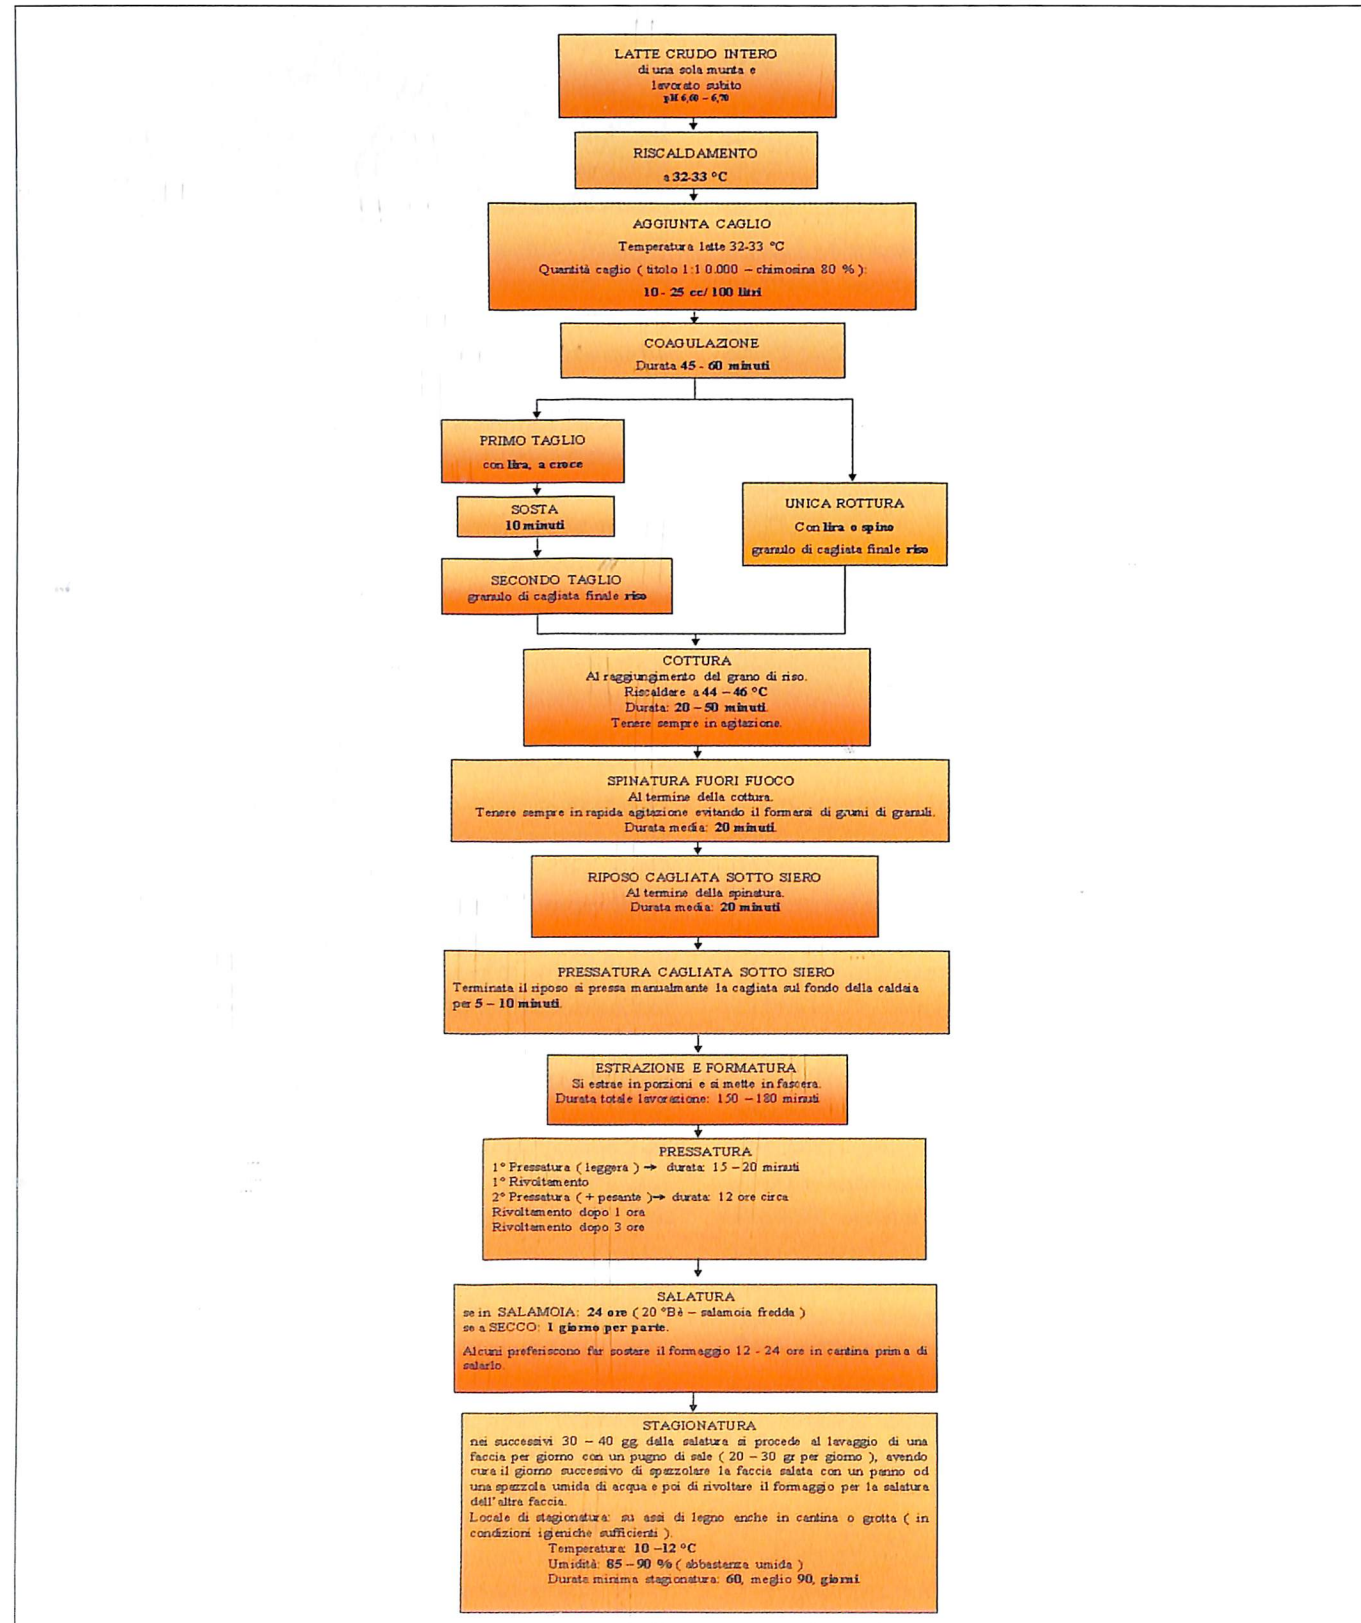 LATTE CRUDO INTERO
di una sola munta e
lavorato subito
pH 6,60 – 6,70
RISCALDAMENTO
a 32-33 °C
AGGIUNTA CAGLIO
Temperatura latte 32-33 °C
Quantità caglio ( titolo 1:1 0.000 – chimosina 80 % ):
10 - 25 cc/ 100 litri
COAGULAZIONE
Durata 45 - 60 minuti
PRIMO TAGLIO
con lira, a croce
SOSTA
10 minuti
SECONDO TAGLIO
granulo di cagliata finale riso
UNICA ROTTURA
Con lira o spino
granulo di cagliata finale riso
COTTURA
Al raggiungimento del grano di riso.
Riscaldare a 44 – 46 °C
Durata: 20 – 50 minuti.
Tenere sempre in agitazione.
SPINATURA FUORI FUOCO
Al termine della cottura.
Tenere sempre in rapida agitazione evitando il formarsi di grumi di granuli.
Durata media: 20 minuti.
RIPOSO CAGLIATA SOTTO SIERO
Al termine della spinatura.
Durata media: 20 minuti
PRESSATURA CAGLIATA SOTTO SIERO
Terminata il riposo si pressa manualmante la cagliata sul fondo della caldaia
per 5 – 10 minuti.
ESTRAZIONE E FORMATURA
Si estrae in porzioni e si mette in fascera.
Durata totale lavorazione: 150 – 180 minuti
PRESSATURA
1° Pressatura ( leggera ) → durata: 15 – 20 minuti
1° Rivoltamento
2° Pressatura ( + pesante )→ durata: 12 ore circa
Rivoltamento dopo 1 ora
Rivoltamento dopo 3 ore
SALATURA
se in SALAMOIA: 24 ore ( 20 °Bè – salamoia fredda )
se a SECCO: 1 giorno per parte.
Alcuni preferiscono far sostare il formaggio 12 - 24 ore in cantina prima di
salarlo.
STAGIONATURA
nei successivi 30 – 40 gg. dalla salatura si procede al lavaggio di una
faccia per giorno con un pugno di sale ( 20 – 30 gr per giorno ), avendo
cura il giorno successivo di spazzolare la faccia salata con un panno od
una spazzola umida di acqua e poi di rivoltare il formaggio per la salatura
dell'altra faccia.
Locale di stagionatura: su assi di legno anche in cantina o grotta ( in
condizioni igieniche sufficienti ).
Temperatura: 10 –12 °C
Umidità: 85 – 90 % ( abbastanza umida )
Durata minima stagionatura: 60, meglio 90, giorni